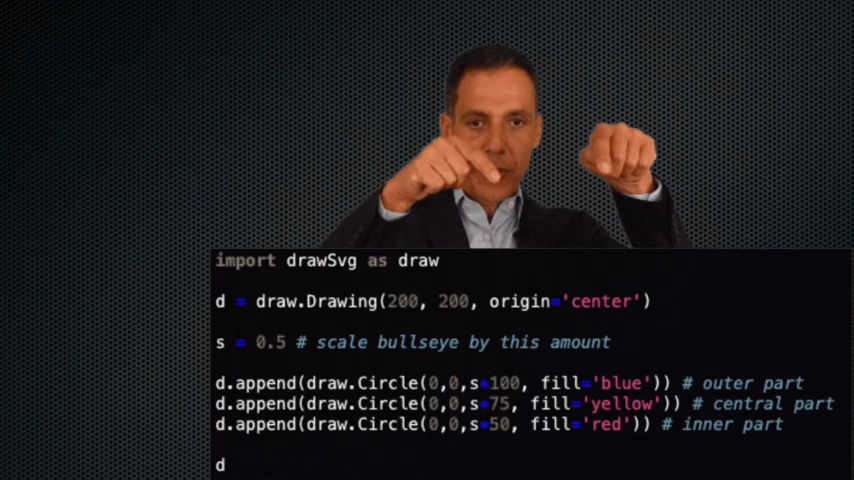 import drawSvg as draw
d = draw.Drawing(200, 200, origin='center')
s = 0.5 # scale bullseye by this amount
d.append(draw.Circle(0,0,s*100, fill='blue')) # outer part
d.append(draw.Circle(0,0,s*75, fill='yellow')) # central part
d.append(draw.Circle(0,0,s*50, fill='red')) # inner part
d